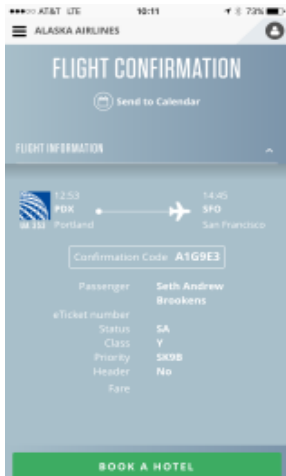 AT&T LTE 10:11 73%
ALASKA AIRLINES
FLIGHT CONFIRMATION
Send to Calendar
FLIGHT INFORMATION
12:53 14:45
PDX SFO
Portland San Francisco
Confirmation Code A1G9E3
Passenger Seth Andrew
Brookens
eTicket number
Status SA
Class Y
Priority SK9B
Header No
Fare
BOOK A HOTEL